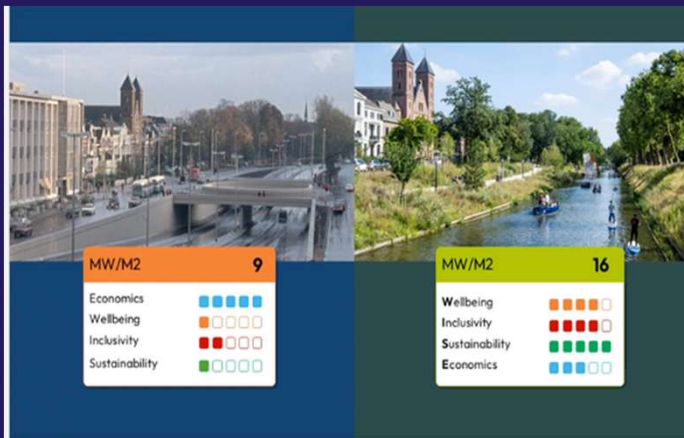 MW/M2 9
Economics
Wellbeing
Inclusivity
Sustainability
MW/M2 16
Wellbeing
Inclusivity
Sustainability
Economics